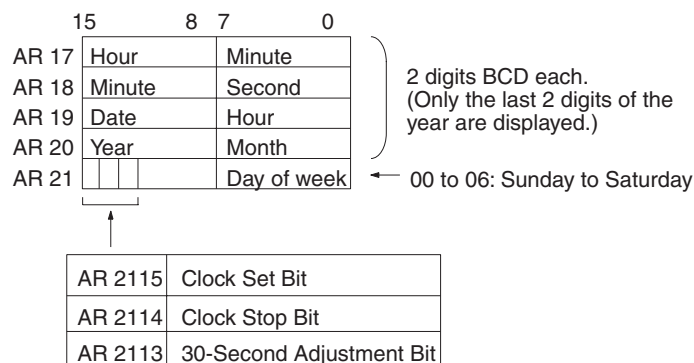 15 8 7 0
AR 17 Hour Minute
AR 18 Minute Second
AR 19 Date Hour
AR 20 Year Month
AR 21 Day of week
2 digits BCD each.
(Only the last 2 digits of the
year are displayed.)
00 to 06: Sunday to Saturday
AR 2115 Clock Set Bit
AR 2114 Clock Stop Bit
AR 2113 30-Second Adjustment Bit